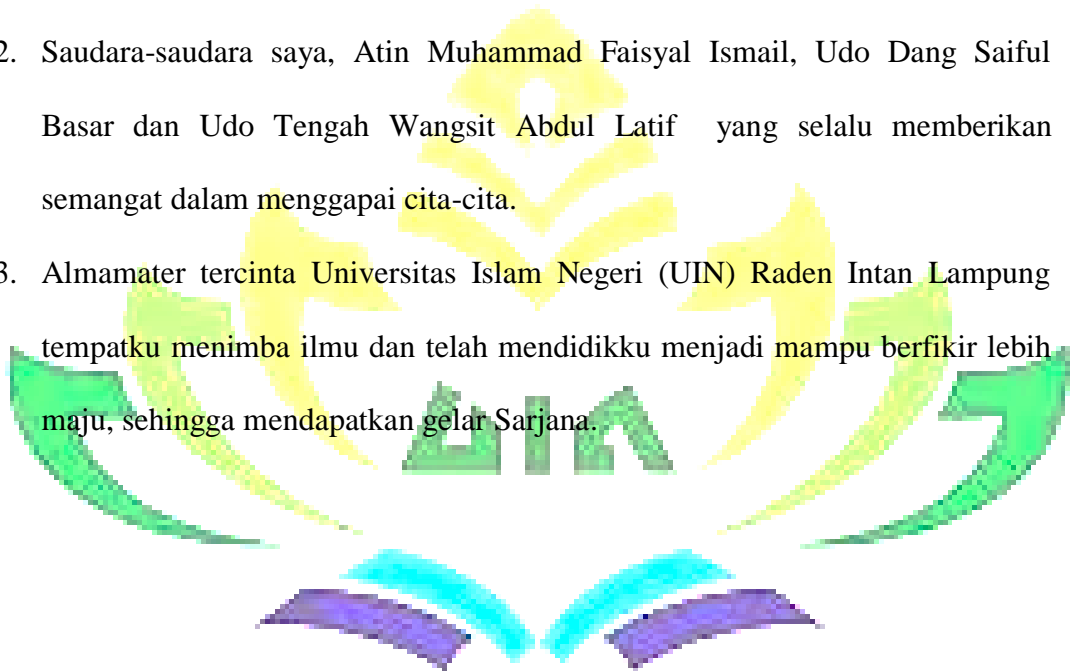 2. Saudara-saudara saya, Atin Muhammad Faisyal Ismail, Udo Dang Saiful
Basar dan Udo Tengah Wangsit Abdul Latif yang selalu memberikan
semangat dalam menggapai cita-cita.
3. Almamater tercinta Universitas Islam Negeri (UIN) Raden Intan Lampung
tempatku menimba ilmu dan telah mendidikku menjadi mampu berfikir lebih
maju, sehingga mendapatkan gelar Sarjana.
UIN